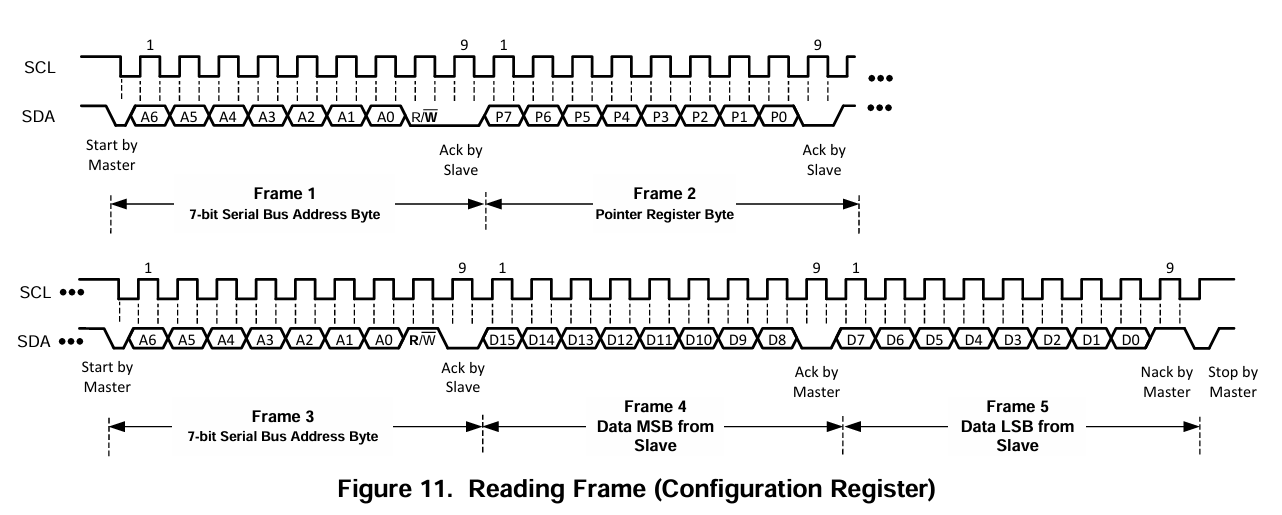 1 9 1 9
SCL •••
SDA A6 A5 A4 A3 A2 A1 A0 R/W̅ P7 P6 P5 P4 P3 P2 P1 P0 •••
Start by
Master
Ack by
Slave
Ack by
Slave
Frame 1
7-bit Serial Bus Address Byte
Frame 2
Pointer Register Byte
1 9 1 9 1 9
SCL •••
SDA ••• A6 A5 A4 A3 A2 A1 A0 R/W̅ D15 D14 D13 D12 D11 D10 D9 D8 D7 D6 D5 D4 D3 D2 D1 D0
Start by
Master
Ack by
Slave
Ack by
Master
Nack by
Master
Stop by
Master
Frame 3
7-bit Serial Bus Address Byte
Frame 4
Data MSB from
Slave
Frame 5
Data LSB from
Slave
Figure 11. Reading Frame (Configuration Register)